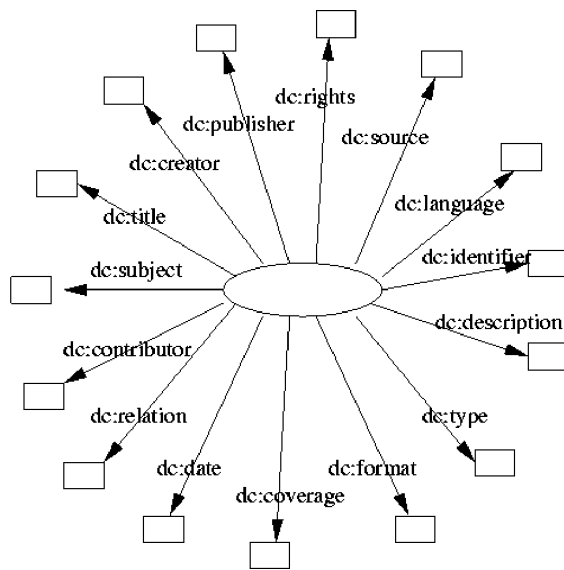 dc:rights
dc:publisher
dc:source
dc:creator
dc:language
dc:title
dc:identifier
dc:subject
dc:description
dc:contributor
dc:relation
dc:type
dc:date
dc:format
dc:coverage